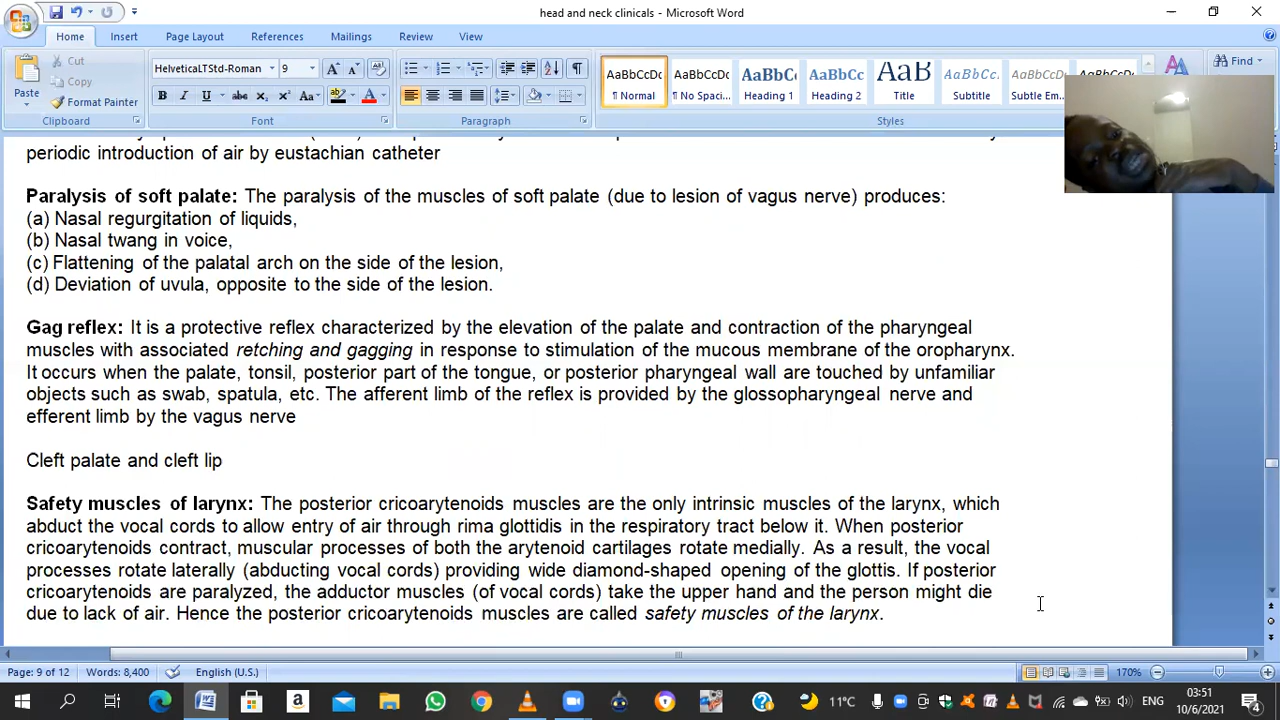 head and neck clinicals - Microsoft Word
Home Insert Page Layout References Mailings Review View
Cut
Copy
Format Painter
Paste
HelveticaLTStd-Roman 9
AaBbCcDc AaBbCcDc AaBbCc AaBbCc AaB AaBbCc AaBbCcDc AaBbCcDc
¶ Normal ¶ No Spaci... Heading 1 Heading 2 Title Subtitle Subtle Em...
Find
Clipboard Font Paragraph Styles
periodic introduction of air by eustachian catheter
Paralysis of soft palate: The paralysis of the muscles of soft palate (due to lesion of vagus nerve) produces:
(a) Nasal regurgitation of liquids,
(b) Nasal twang in voice,
(c) Flattening of the palatal arch on the side of the lesion,
(d) Deviation of uvula, opposite to the side of the lesion.
Gag reflex: It is a protective reflex characterized by the elevation of the palate and contraction of the pharyngeal
muscles with associated retching and gagging in response to stimulation of the mucous membrane of the oropharynx.
It occurs when the palate, tonsil, posterior part of the tongue, or posterior pharyngeal wall are touched by unfamiliar
objects such as swab, spatula, etc. The afferent limb of the reflex is provided by the glossopharyngeal nerve and
efferent limb by the vagus nerve
Cleft palate and cleft lip
Safety muscles of larynx: The posterior cricoarytenoids muscles are the only intrinsic muscles of the larynx, which
abduct the vocal cords to allow entry of air through rima glottidis in the respiratory tract below it. When posterior
cricoarytenoids contract, muscular processes of both the arytenoid cartilages rotate medially. As a result, the vocal
processes rotate laterally (abducting vocal cords) providing wide diamond-shaped opening of the glottis. If posterior
cricoarytenoids are paralyzed, the adductor muscles (of vocal cords) take the upper hand and the person might die
due to lack of air. Hence the posterior cricoarytenoids muscles are called safety muscles of the larynx.
Page: 9 of 12 Words: 8,400 English (U.S.) 170%
11°C ENG 03:51
10/6/2021